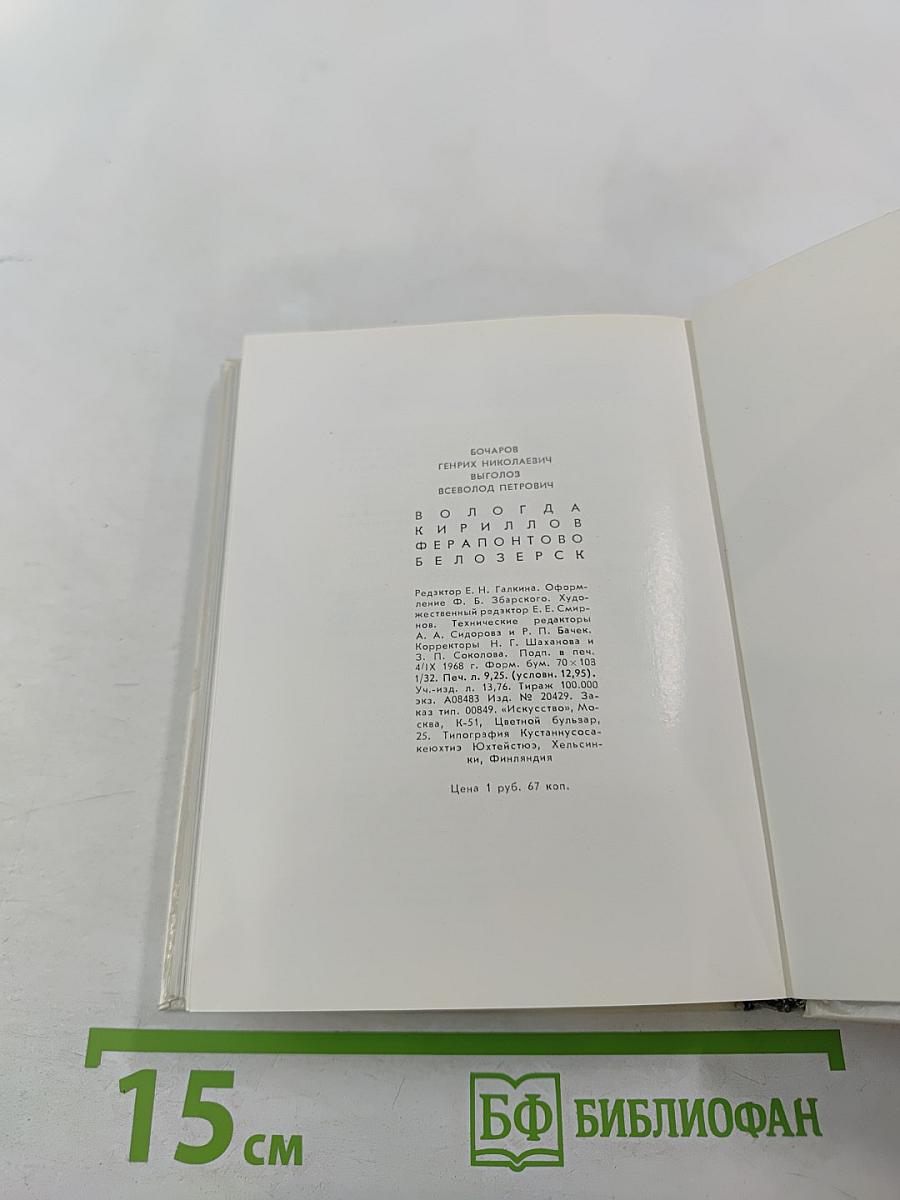 БОЧАРОВ
ГЕНРИХ НИКОЛАЕВИЧ
ВЫГОЛОВ
ВСЕВОЛОД ПЕТРОВИЧ
ВОЛОГДА
КИРИЛЛОВ
ФЕРАПОНТОВО
БЕЛОЗЕРСК
Редактор Е. Н. Галкина. Оформ-
ление Ф. Б. Збарского. Худо-
жественный редактор Е. Е. Смир-
нов. Технические редакторы
А. А. Сидорова и Р. П. Бачек.
Корректоры Н. Г. Шаханова и
З. П. Соколова. Подп. в печ.
4/IX 1968 г. Форм. бум. 70×108
1/32. Печ. л. 9,25. (условн. 12,95).
Уч.-изд. л. 13,76. Тираж 100.000
экз. А08483 Изд. № 20429. За-
каз тип. 00849. «Искусство», Мо-
сква, К-51, Цветной бульвар,
25. Типография Кустаннусоса-
кеюхтиэ Юхтейстюэ, Хельсин-
ки, Финляндия
Цена 1 руб. 67 коп.
15 см
БФ БИБЛИОФАН